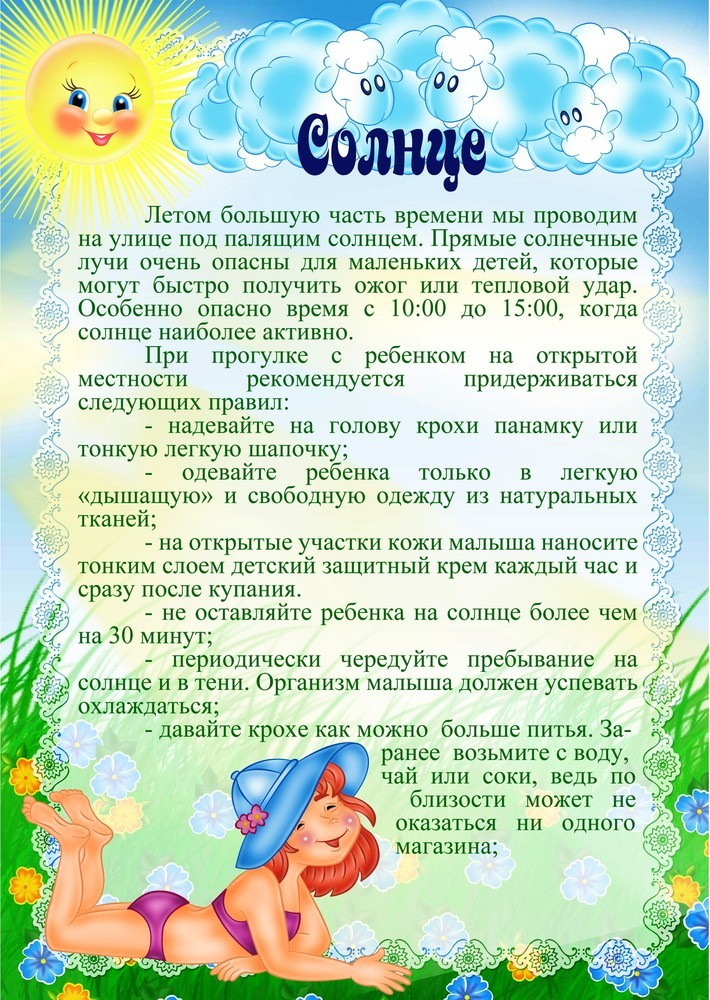 Солнце
Летом большую часть времени мы проводим
на улице под палящим солнцем. Прямые солнечные
лучи очень опасны для маленьких детей, которые
могут быстро получить ожог или тепловой удар.
Особенно опасно время с 10:00 до 15:00, когда
солнце наиболее активно.
При прогулке с ребенком на открытой
местности рекомендуется придерживаться
следующих правил:
- надевайте на голову крохи панамку или
тонкую легкую шапочку;
- одевайте ребенка только в легкую
«дышащую» и свободную одежду из натуральных
тканей;
- на открытые участки кожи малыша наносите
тонким слоем детский защитный крем каждый час и
сразу после купания.
- не оставляйте ребенка на солнце более чем
на 30 минут;
- периодически чередуйте пребывание на
солнце и в тени. Организм малыша должен успевать
охлаждаться;
- давайте крохе как можно больше питья. За-
ранее возьмите с воду,
чай или соки, ведь по
близости может не
оказаться ни одного
магазина;